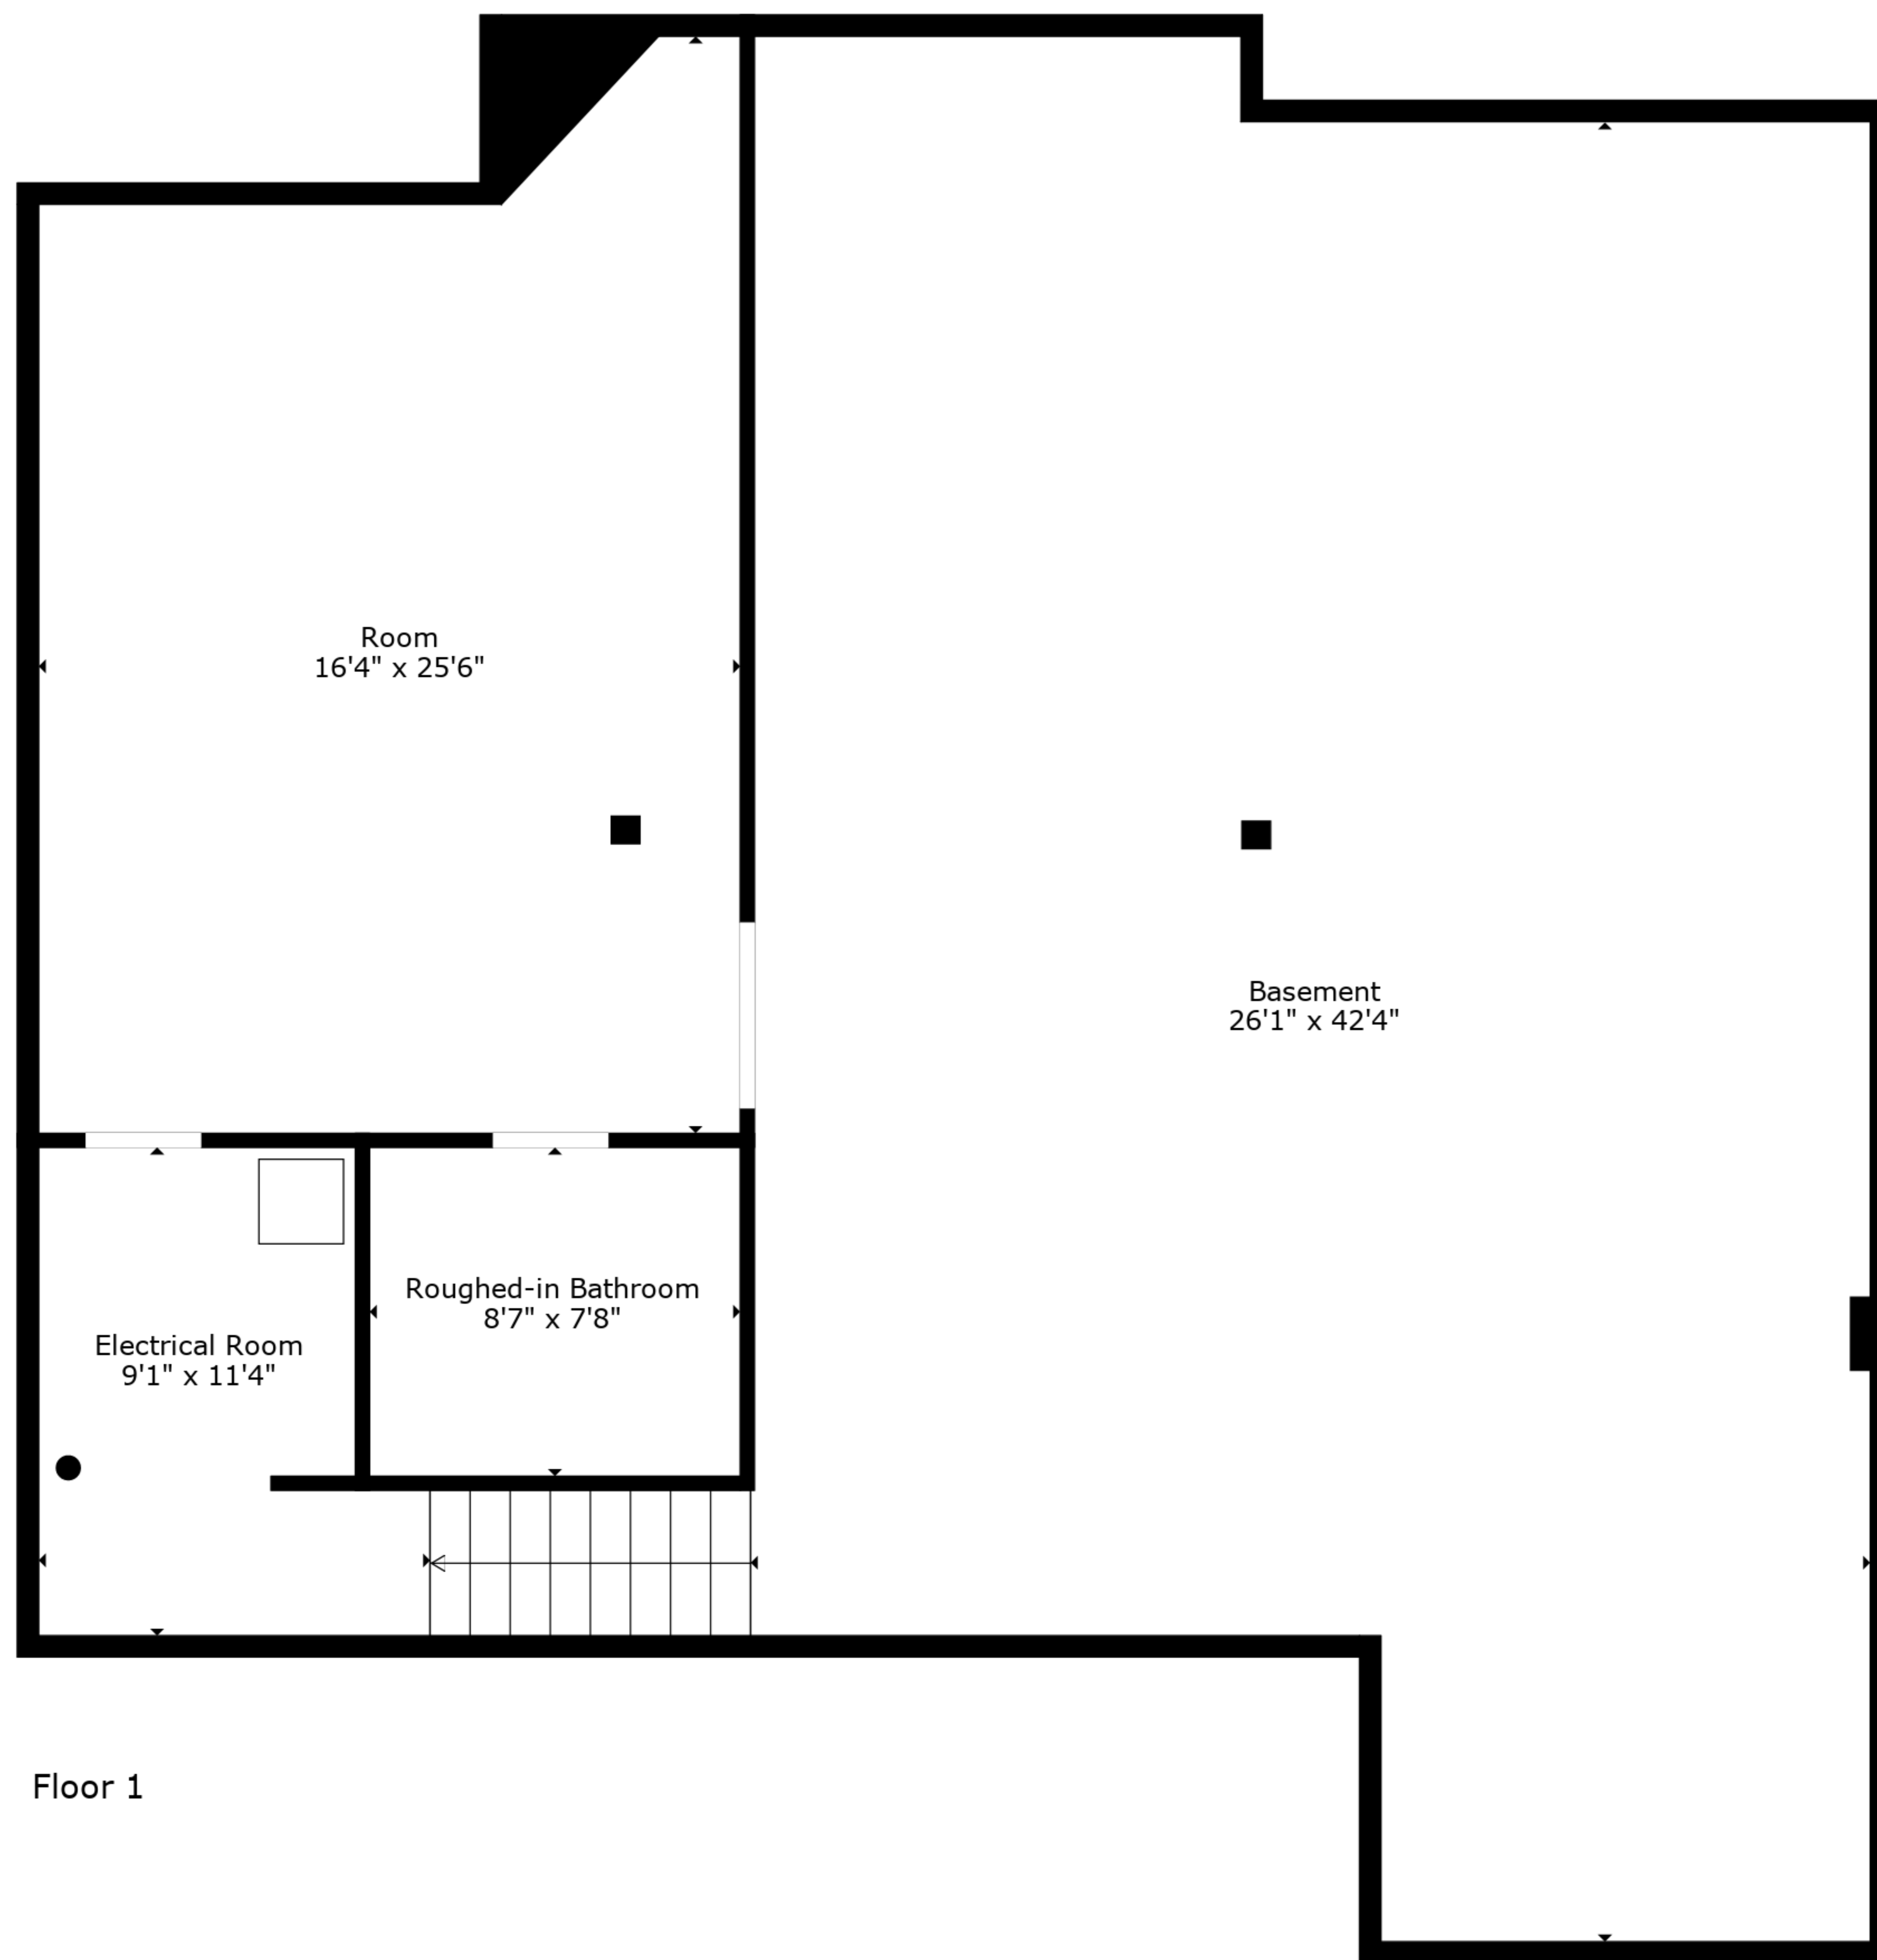 Room
16'4" x 25'6"
Basement
26'1" x 42'4"
Roughed-in Bathroom
8'7" x 7'8"
Electrical Room
9'1" x 11'4"
Floor 1